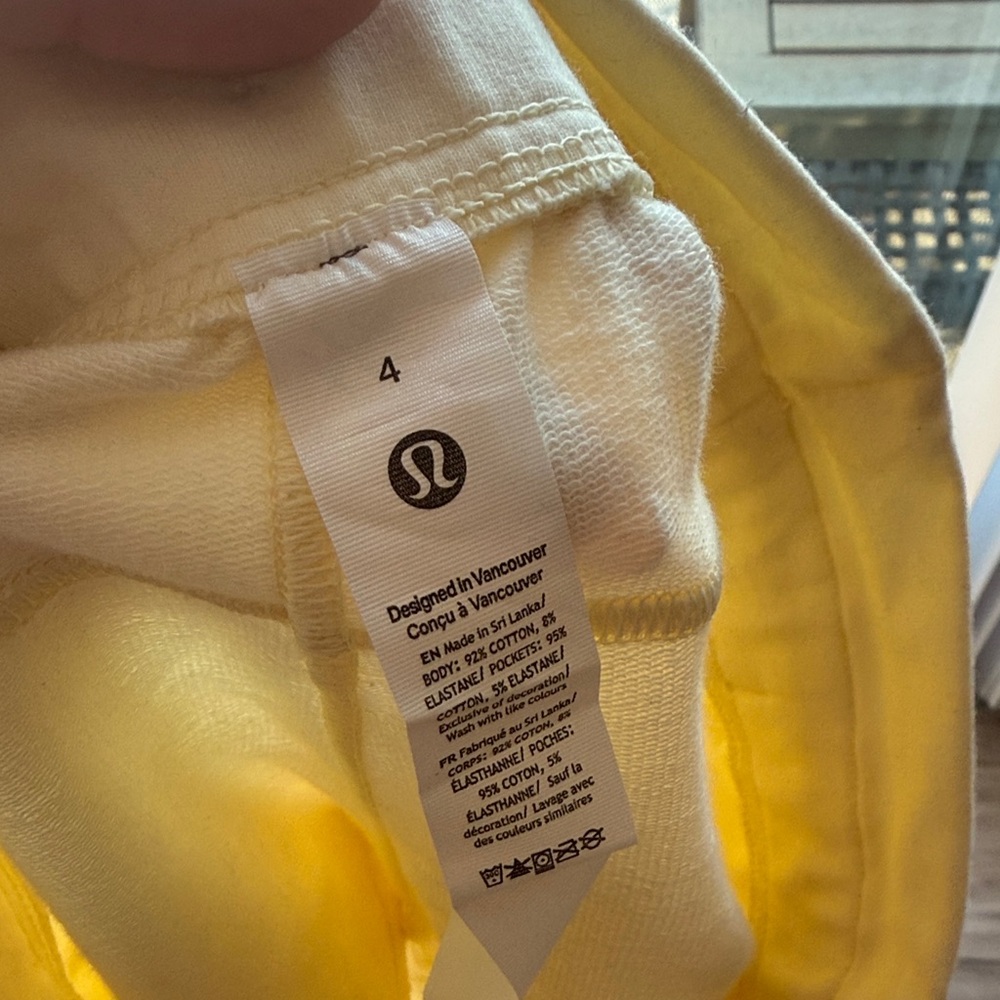 4
Designed in Vancouver
Conçu à Vancouver
EN Made in Sri Lanka/
BODY: 92% COTTON, 8%
ELASTANE/ POCKETS: 95%
COTTON, 5% ELASTANE/
Exclusive of decoration/
Wash with like colours
FR Fabriqué au Sri Lanka/
CORPS: 92% COTON, 8%
ÉLASTHANNE/ POCHES:
95% COTON, 5%
ÉLASTHANNE/ Sauf la
décoration/ Lavage avec
des couleurs similaires